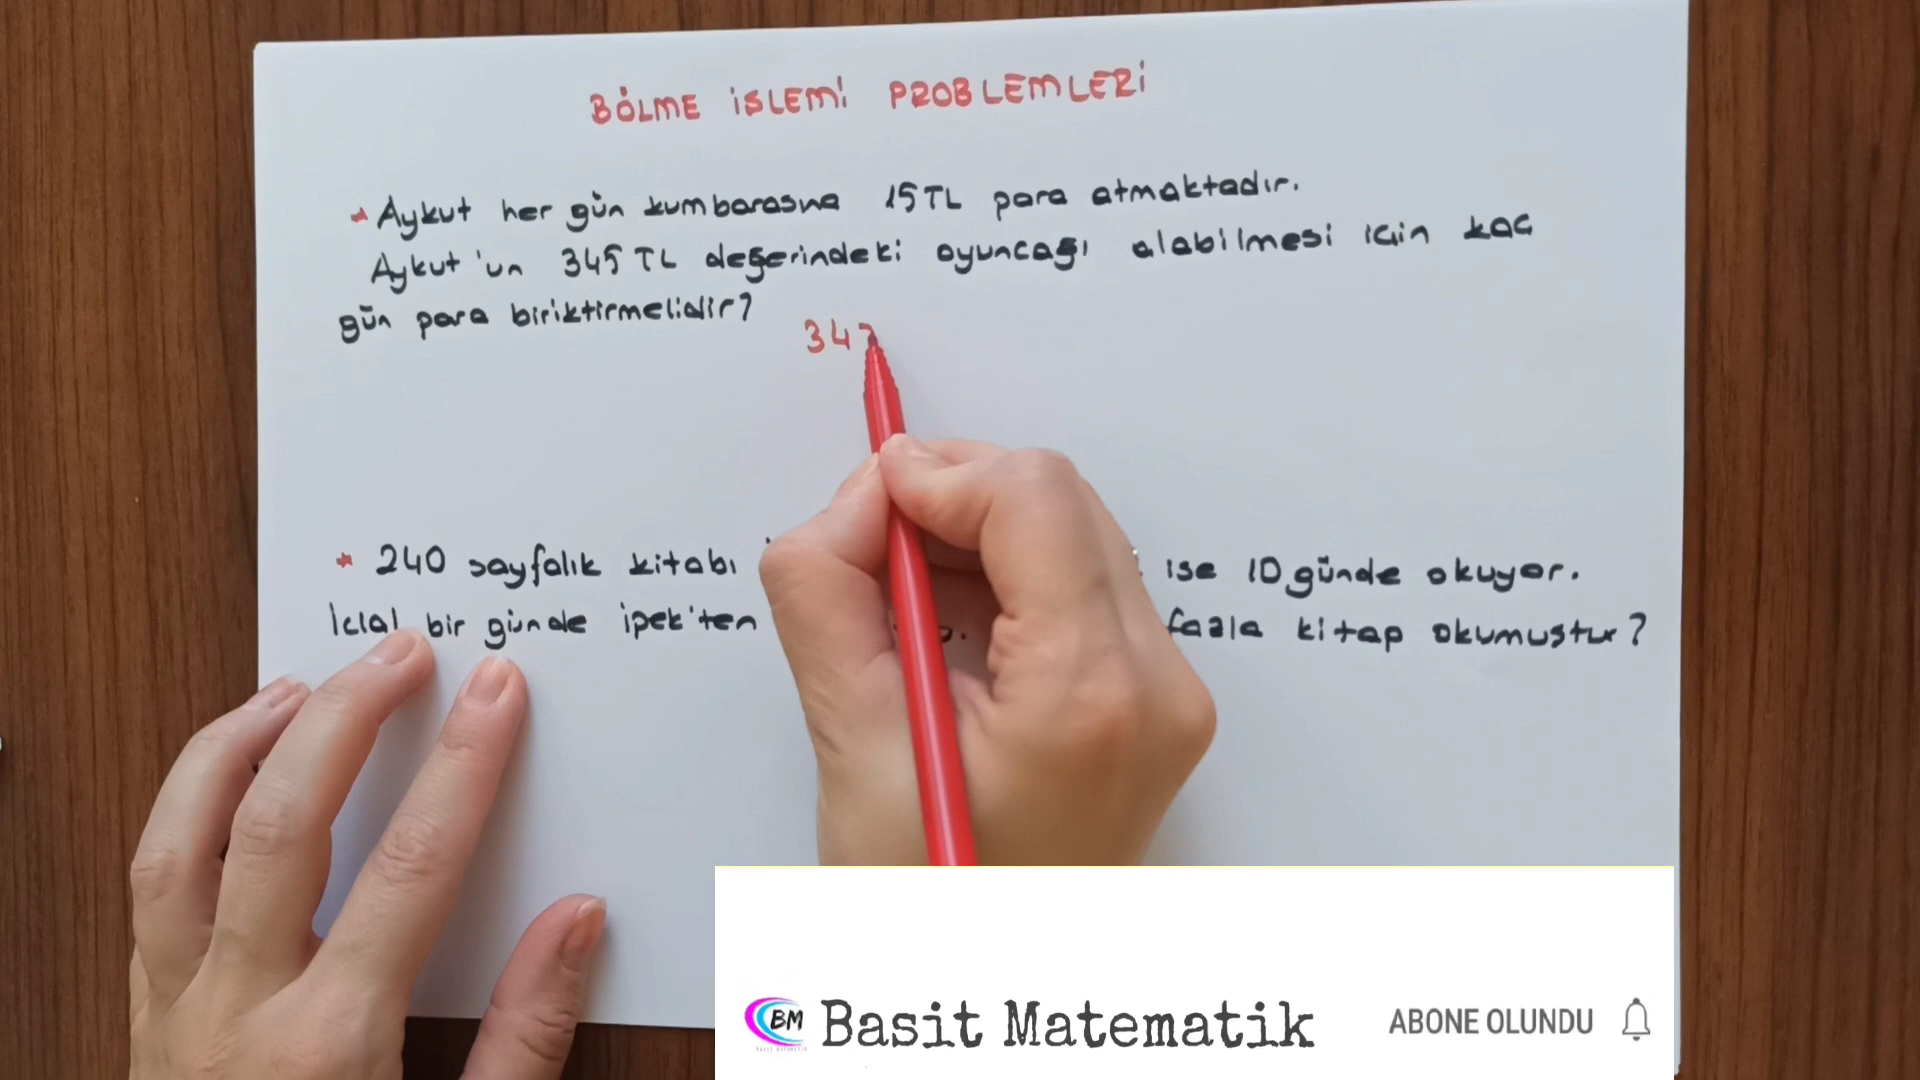 BÖLME İSLEMİ PROBLEMLERİ
Aykut her gün kumbarasına 15TL para atmaktadır.
Aykut'un 345 TL değerindeki oyuncağı alabilmesi için kaç
gün para biriktirmelidir?
34
240 sayfalık kitabı ise 10 günde okuyor.
İclal bir günde ipek'ten fazla kitap okumuştur?
BM Basit Matematik ABONE OLUNDU